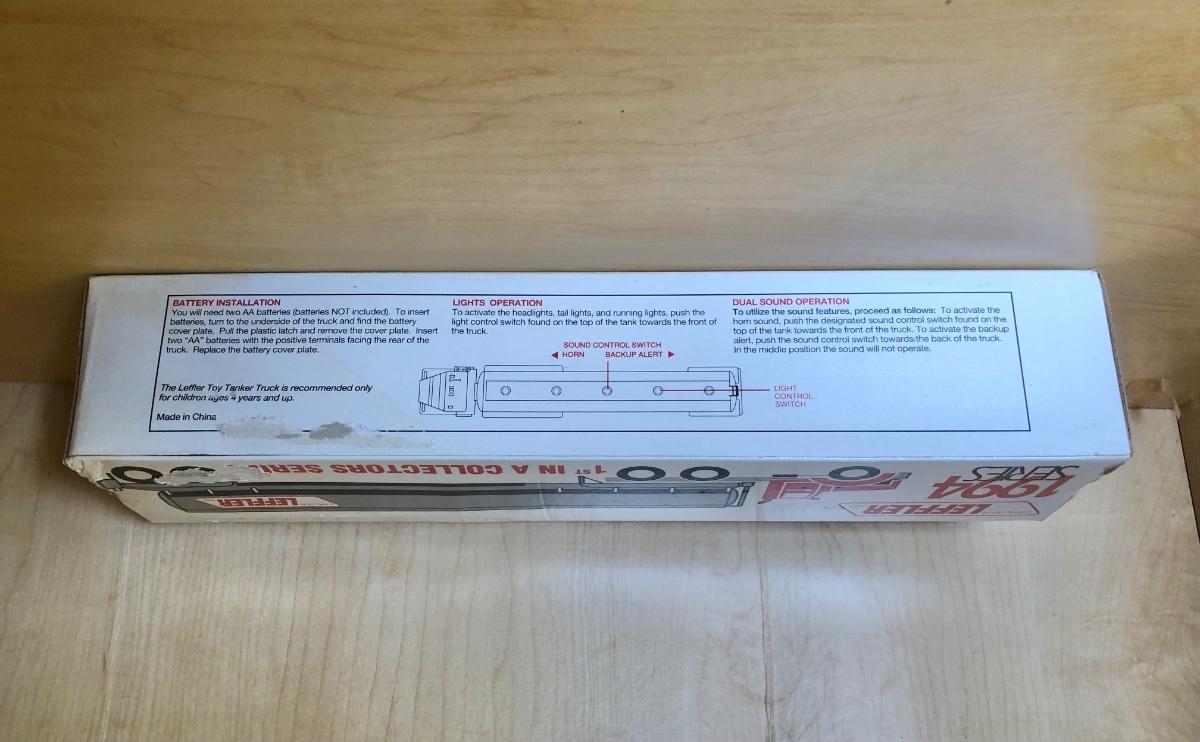 BATTERY INSTALLATION
You will need two AA batteries (batteries NOT included). To insert
batteries, turn to the underside of the truck and find the battery
cover plate. Pull the plastic latch and remove the cover plate. Insert
two "AA" batteries with the positive terminals facing the rear of the
truck. Replace the battery cover plate.
The Leffler Toy Tanker Truck is recommended only
for children ages 4 years and up.
Made in China
LIGHTS OPERATION
To activate the headlights, tail lights, and running lights, push the
light control switch found on the top of the tank towards the front of
the truck.
SOUND CONTROL SWITCH
HORN BACKUP ALERT
LIGHT
CONTROL
SWITCH
DUAL SOUND OPERATION
To utilize the sound features, proceed as follows: To activate the
horn sound, push the designated sound control switch found on the
top of tank towards the front of the truck. To activate the backup
alert, push the sound control switch towards the back of the truck.
In the middle position the sound will not operate.
LEFFLER
1994
SERIES
LEFFLER
1ST IN A COLLECTORS